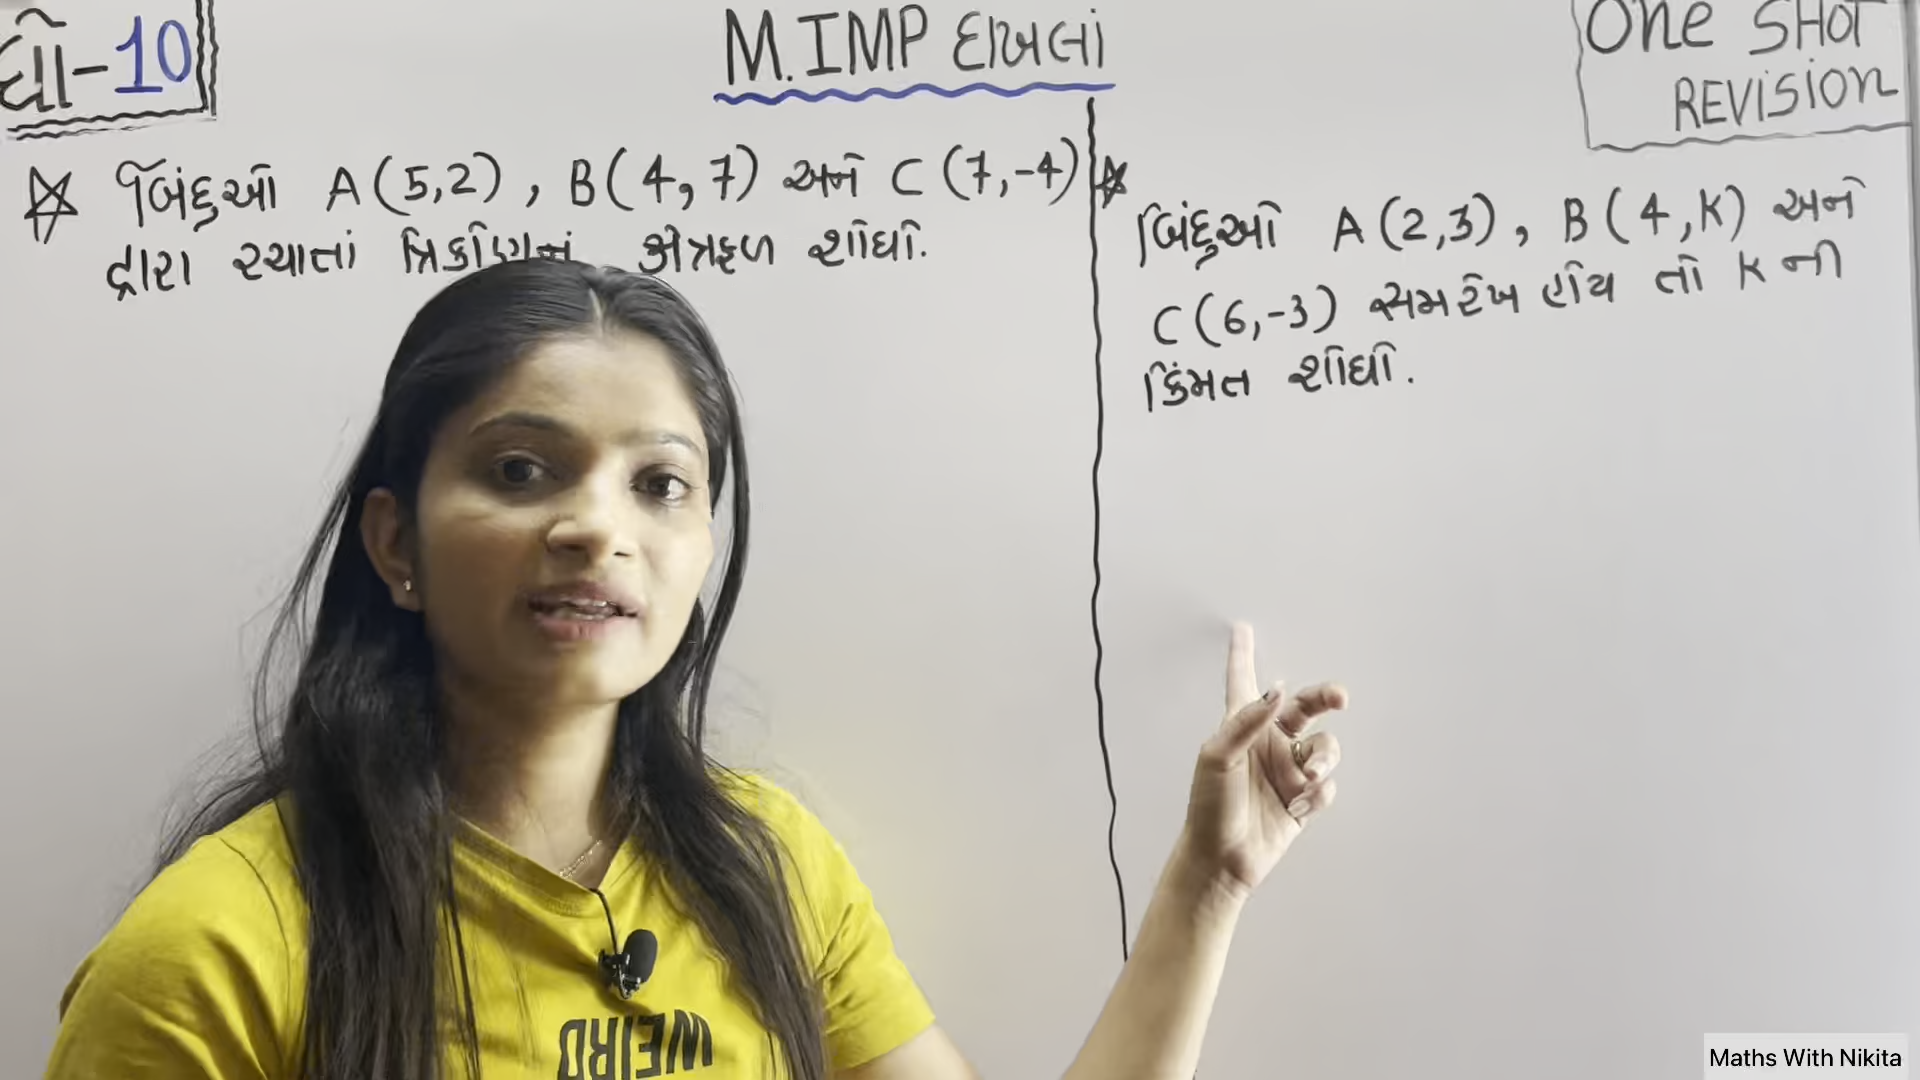 ધો-10
M.IMP દાખલા
ONE SHOT
REVISION
બિંદુઓ A(5,2), B(4,7) અને C(7,-4)
દ્વારા રચાતાં ત્રિકોણનું ક્ષેત્રફળ શોધો.
બિંદુઓ A(2,3), B(4,K) અને
C(6,-3) સમરેખ હોય તો K ની
કિંમત શોધો.
WEIRD
Maths With Nikita